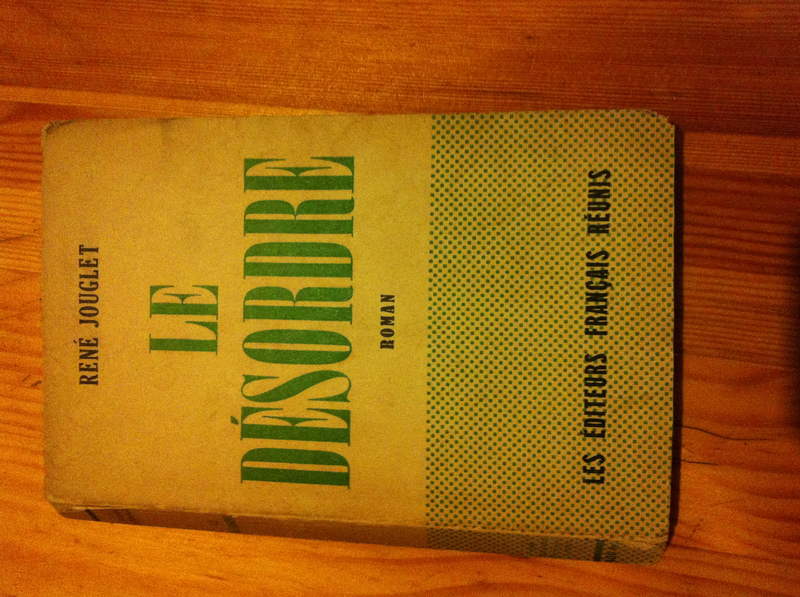 RENÉ JOUGLET
LE
DÉSORDRE
ROMAN
LES ÉDITEURS FRANÇAIS RÉUNIS